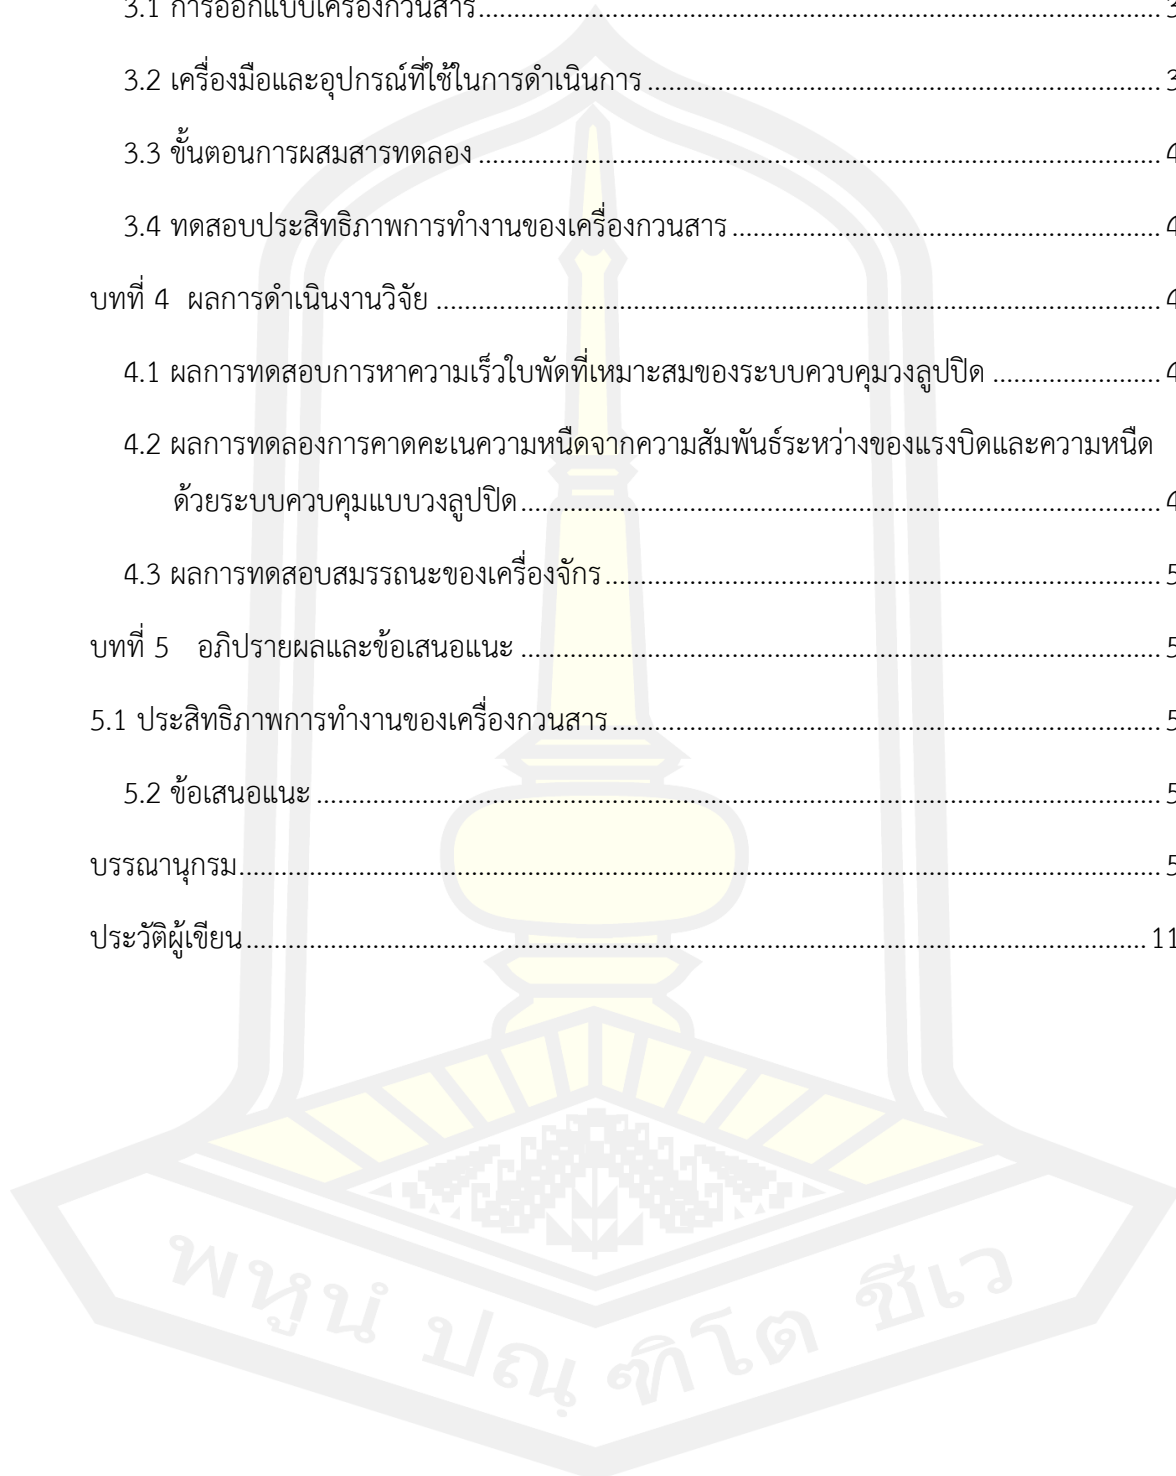 3.1 การออกแบบเครื่องกวนสาร........................................ 3
3.2 เครื่องมือและอุปกรณ์ที่ใช้ในการดำเนินการ........................................ 3
3.3 ขั้นตอนการผสมสารทดลอง........................................ 4
3.4 ทดสอบประสิทธิภาพการทำงานของเครื่องกวนสาร........................................ 4
บทที่ 4 ผลการดำเนินงานวิจัย........................................ 4
4.1 ผลการทดสอบการหาความเร็วใบพัดที่เหมาะสมของระบบควบคุมวงลูปปิด.................... 4
4.2 ผลการทดลองการคาดคะเนความหนืดจากความสัมพันธ์ระหว่างของแรงบิดและความหนืด
ด้วยระบบควบคุมแบบวงลูปปิด........................................ 4
4.3 ผลการทดสอบสมรรถนะของเครื่องจักร........................................ 5
บทที่ 5 อภิปรายผลและข้อเสนอแนะ........................................ 5
5.1 ประสิทธิภาพการทำงานของเครื่องกวนสาร........................................ 5
5.2 ข้อเสนอแนะ........................................ 5
บรรณานุกรม........................................ 5
ประวัติผู้เขียน........................................ 11
พหูนํ ปณฺฑิโต ชีเว